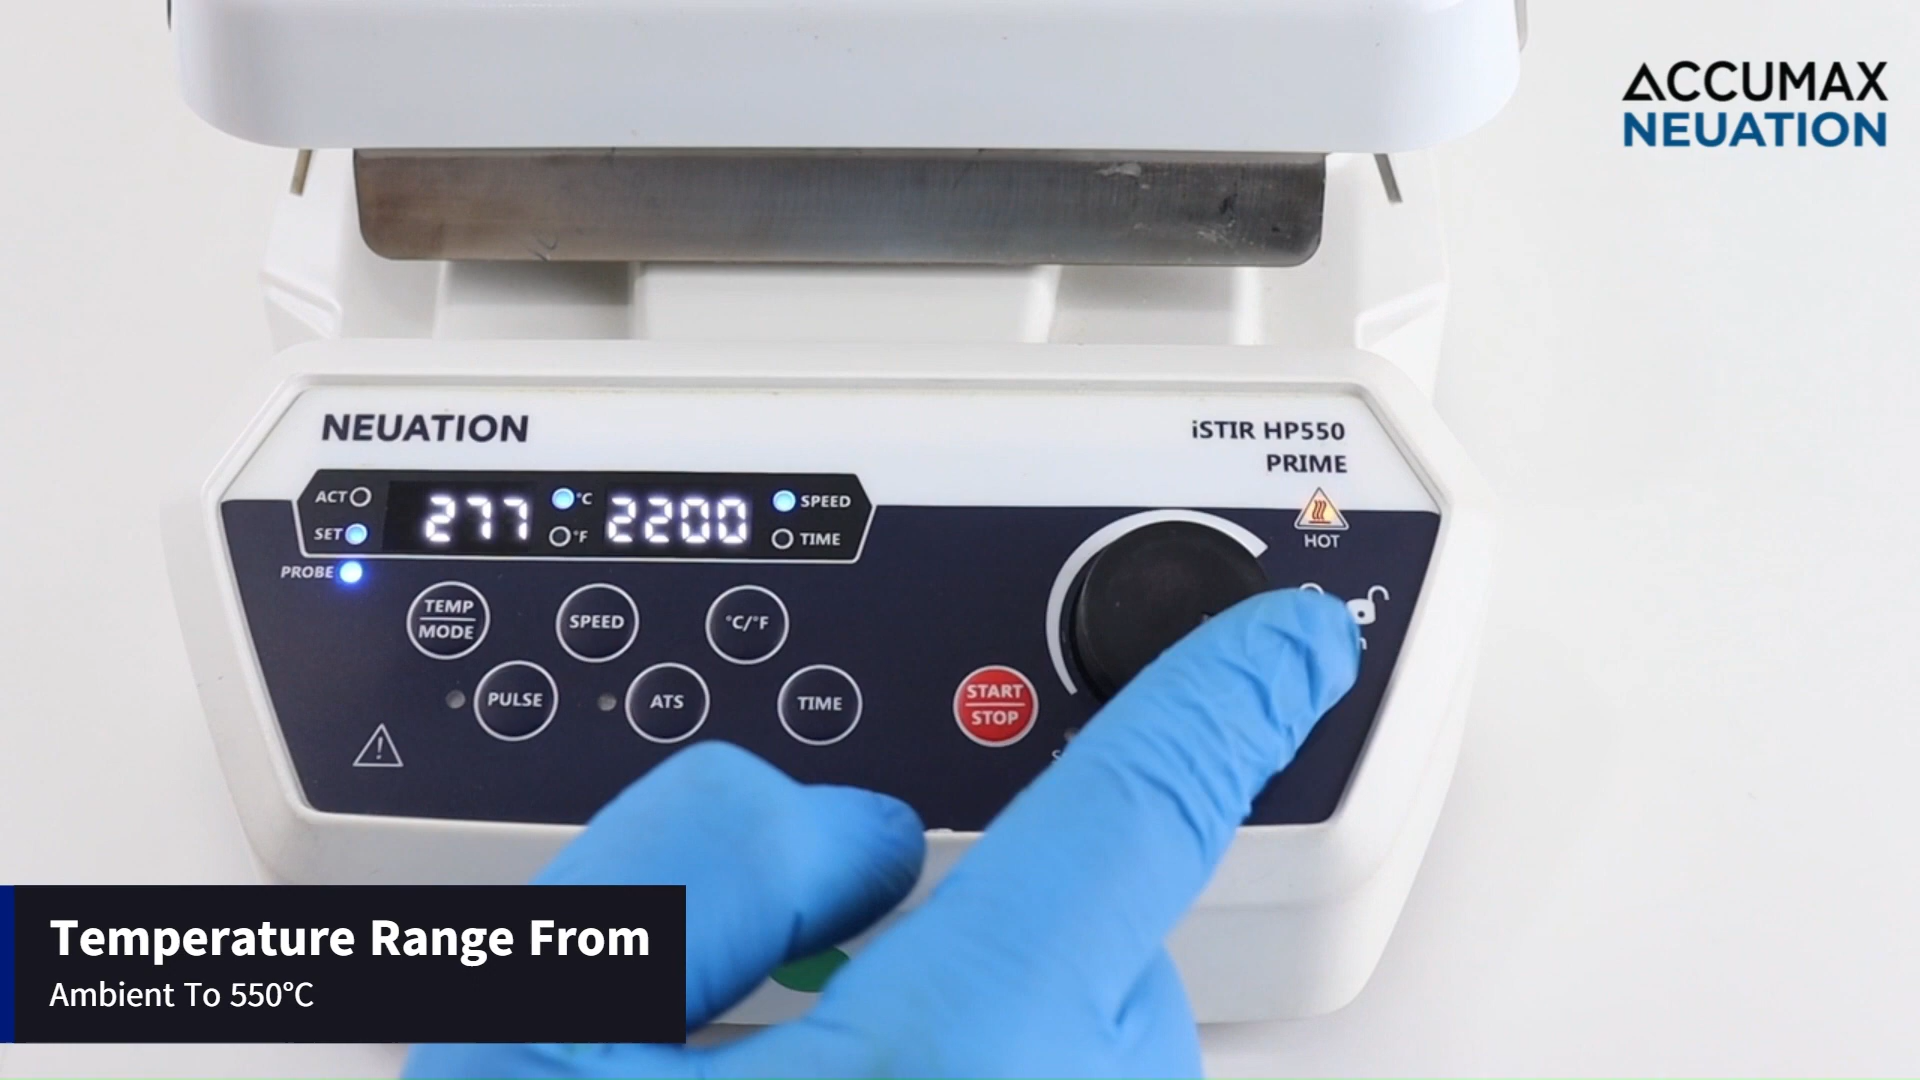 ACCUMAX
NEUATION
NEUATION
iSTIR HP550
PRIME
ACT
SET
PROBE
277
°C
°F
2200
SPEED
TIME
HOT
TEMP
MODE
SPEED
°C/°F
PULSE
ATS
TIME
START
STOP
Temperature Range From
Ambient To 550°C